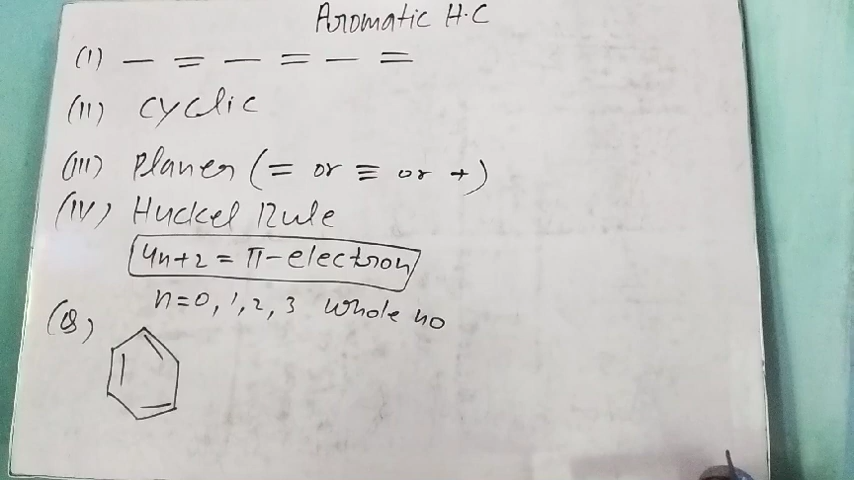 Aromatic H.C
(I) — = — = — =
(II) Cyclic
(III) Planer (= or ≡ or +)
(IV) Huckel Rule
4n+2 = π-electron
n=0, 1, 2, 3 Whole no
(Q)